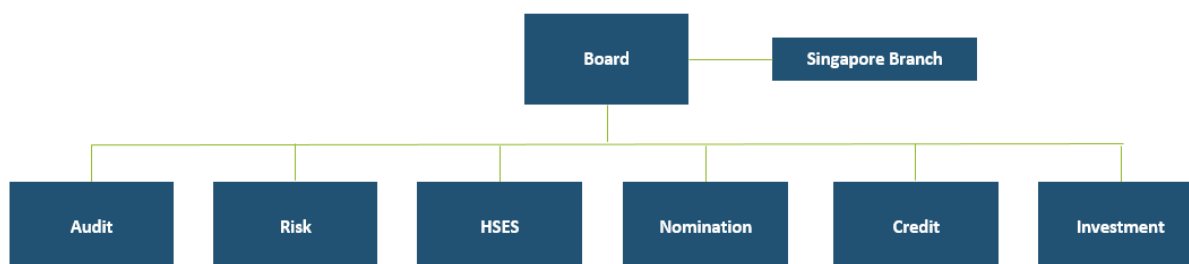 Board
Singapore Branch
Audit
Risk
HSES
Nomination
Credit
Investment